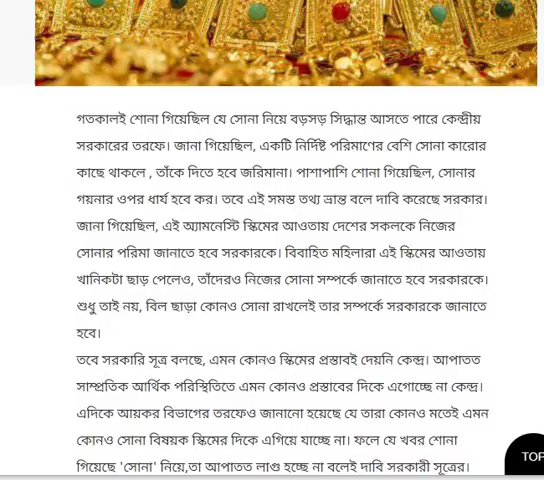 গতকালই শোনা গিয়েছিল যে সোনা নিয়ে বড়সড় সিদ্ধান্ত আসতে পারে কেন্দ্রীয়
সরকারের তরফে। জানা গিয়েছিল, একটি নির্দিষ্ট পরিমাণের বেশি সোনা কারোর
কাছে থাকলে , তাঁকে দিতে হবে জরিমানা। পাশাপাশি শোনা গিয়েছিল, সোনার
গয়নার ওপর ধার্য হবে কর। তবে এই সমস্ত তথ্য ভ্রান্ত বলে দাবি করেছে সরকার।
জানা গিয়েছিল, এই অ্যামনেস্টি স্কিমের আওতায় দেশের সকলকে নিজের
সোনার পরিমা জানাতে হবে সরকারকে। বিবাহিত মহিলারা এই স্কিমের আওতায়
খানিকটা ছাড় পেলেও, তাঁদেরও নিজের সোনা সম্পর্কে জানাতে হবে সরকারকে।
শুধু তাই নয়, বিল ছাড়া কোনও সোনা রাখলেই তার সম্পর্কে সরকারকে জানাতে
হবে।
তবে সরকারি সূত্র বলছে, এমন কোনও স্কিমের প্রস্তাবই দেয়নি কেন্দ্র। আপাতত
সাম্প্রতিক আর্থিক পরিস্থিতিতে এমন কোনও প্রস্তাবের দিকে এগোচ্ছে না কেন্দ্র।
এদিকে আয়কর বিভাগের তরফেও জানানো হয়েছে যে তারা কোনও মতেই এমন
কোনও সোনা বিষয়ক স্কিমের দিকে এগিয়ে যাচ্ছে না। ফলে যে খবর শোনা
গিয়েছে 'সোনা' নিয়ে,তা আপাতত লাগু হচ্ছে না বলেই দাবি সরকারী সূত্রের।
TOP